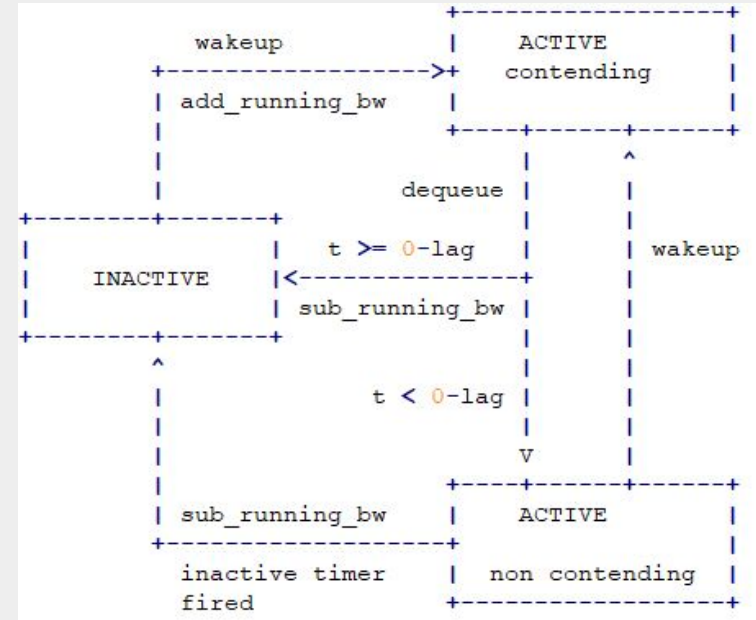 wakeup
ACTIVE
contending
add_running_bw
dequeue
t >= 0-lag
wakeup
INACTIVE
sub_running_bw
t < 0-lag
V
sub_running_bw
ACTIVE
inactive timer
non contending
fired